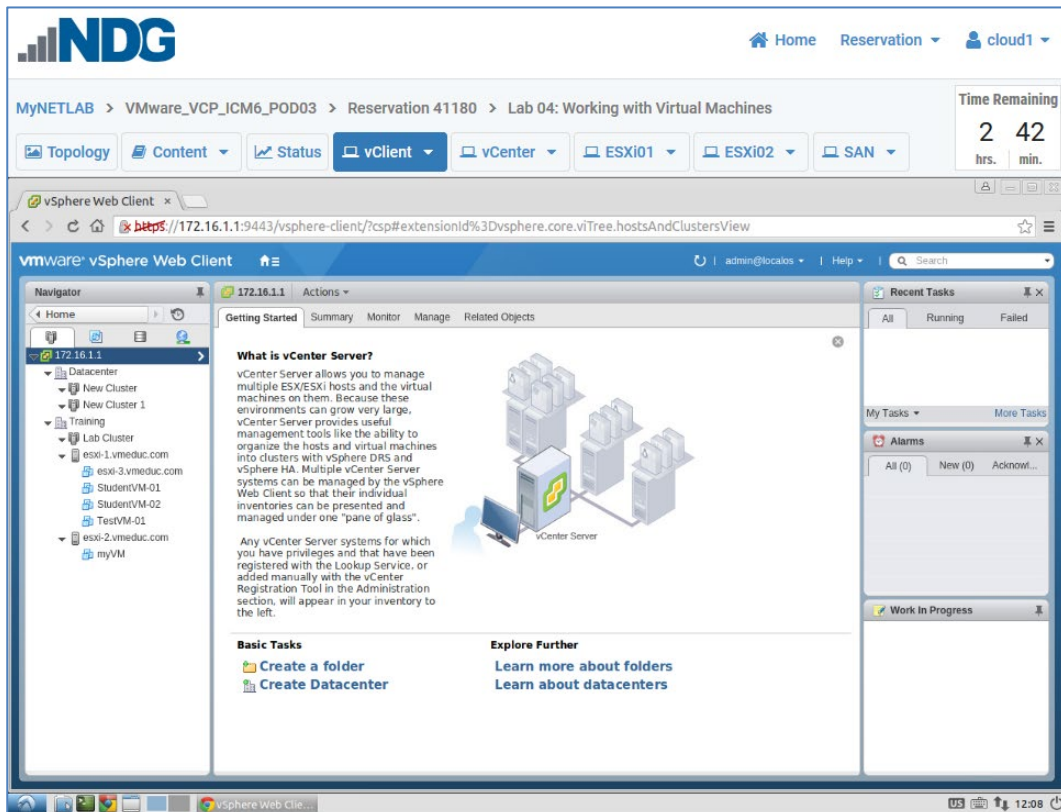 NDG
Home Reservation cloud1
MyNETLAB > VMware_VCP_ICM6_POD03 > Reservation 41180 > Lab 04: Working with Virtual Machines
Time Remaining
2 42
hrs. min.
Topology Content Status vClient vCenter ESXi01 ESXi02 SAN
vSphere Web Client ×
https://172.16.1.1:9443/vsphere-client/?csp#extensionId%3Dvsphere.core.viTree.hostsAndClustersView
vmware® vSphere Web Client
admin@localos | Help | Search
Navigator
Home
172.16.1.1
Datacenter
New Cluster
New Cluster 1
Training
Lab Cluster
esxi-1.vmeduc.com
esxi-3.vmeduc.com
StudentVM-01
StudentVM-02
TestVM-01
esxi-2.vmeduc.com
myVM
172.16.1.1 Actions
Getting Started Summary Monitor Manage Related Objects
What is vCenter Server?
vCenter Server allows you to manage
multiple ESX/ESXi hosts and the virtual
machines on them. Because these
environments can grow very large,
vCenter Server provides useful
management tools like the ability to
organize the hosts and virtual machines
into clusters with vSphere DRS and
vSphere HA. Multiple vCenter Server
systems can be managed by the vSphere
Web Client so that their individual
inventories can be presented and
managed under one "pane of glass".
Any vCenter Server systems for which
you have privileges and that have been
registered with the Lookup Service, or
added manually with the vCenter
Registration Tool in the Administration
section, will appear in your inventory to
the left.
vCenter Server
Basic Tasks
Create a folder
Create Datacenter
Explore Further
Learn more about folders
Learn about datacenters
Recent Tasks
All Running Failed
My Tasks More Tasks
Alarms
All (0) New (0) Acknowl...
Work In Progress
vSphere Web Clie...
US 12:08